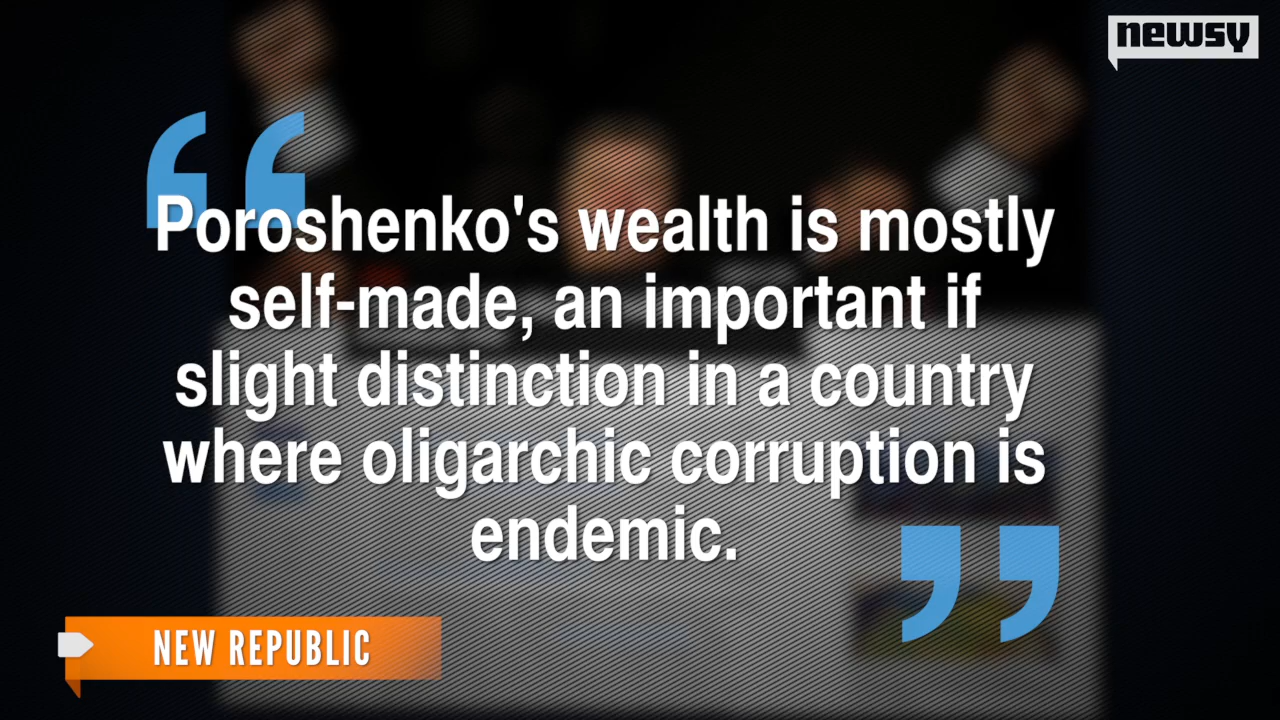 newsy
Poroshenko's wealth is mostly
self-made, an important if
slight distinction in a country
where oligarchic corruption is
endemic.
NEW REPUBLIC